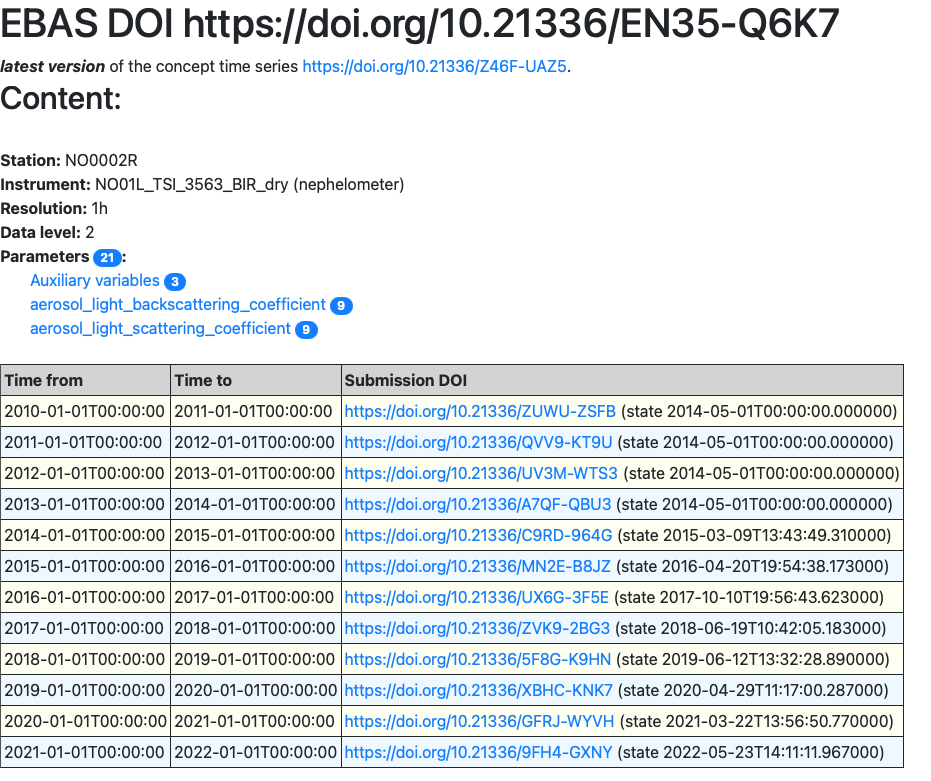 EBAS DOI https://doi.org/10.21336/EN35-Q6K7
latest version of the concept time series https://doi.org/10.21336/Z46F-UAZ5.
Content:
Station: NO0002R
Instrument: NO01L_TSI_3563_BIR_dry (nephelometer)
Resolution: 1h
Data level: 2
Parameters 21:
Auxiliary variables 3
aerosol_light_backscattering_coefficient 9
aerosol_light_scattering_coefficient 9
Time from Time to Submission DOI
2010-01-01T00:00:00 2011-01-01T00:00:00 https://doi.org/10.21336/ZUWU-ZSFB (state 2014-05-01T00:00:00.000000)
2011-01-01T00:00:00 2012-01-01T00:00:00 https://doi.org/10.21336/QVV9-KT9U (state 2014-05-01T00:00:00.000000)
2012-01-01T00:00:00 2013-01-01T00:00:00 https://doi.org/10.21336/UV3M-WTS3 (state 2014-05-01T00:00:00.000000)
2013-01-01T00:00:00 2014-01-01T00:00:00 https://doi.org/10.21336/A7QF-QBU3 (state 2014-05-01T00:00:00.000000)
2014-01-01T00:00:00 2015-01-01T00:00:00 https://doi.org/10.21336/C9RD-964G (state 2015-03-09T13:43:49.310000)
2015-01-01T00:00:00 2016-01-01T00:00:00 https://doi.org/10.21336/MN2E-B8JZ (state 2016-04-20T19:54:38.173000)
2016-01-01T00:00:00 2017-01-01T00:00:00 https://doi.org/10.21336/UX6G-3F5E (state 2017-10-10T19:56:43.623000)
2017-01-01T00:00:00 2018-01-01T00:00:00 https://doi.org/10.21336/ZVK9-2BG3 (state 2018-06-19T10:42:05.183000)
2018-01-01T00:00:00 2019-01-01T00:00:00 https://doi.org/10.21336/5F8G-K9HN (state 2019-06-12T13:32:28.890000)
2019-01-01T00:00:00 2020-01-01T00:00:00 https://doi.org/10.21336/XBHC-KNK7 (state 2020-04-29T11:17:00.287000)
2020-01-01T00:00:00 2021-01-01T00:00:00 https://doi.org/10.21336/GFRJ-WYVH (state 2021-03-22T13:56:50.770000)
2021-01-01T00:00:00 2022-01-01T00:00:00 https://doi.org/10.21336/9FH4-GXNY (state 2022-05-23T14:11:11.967000)